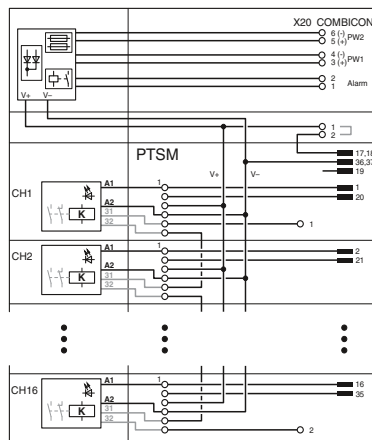 X20 COMBICON
6 (-)
5 (+) PW2
4 (-)
3 (+) PW1
2
1 Alarm
V+ V–
1
2
PTSM
V+ V–
17,18
36,37
19
CH1 A1 1 1
K A2 20
31
32 1
CH2 A1 1 2
K A2 21
31
32
CH16 A1 1 16
K A2 35
31
32 2